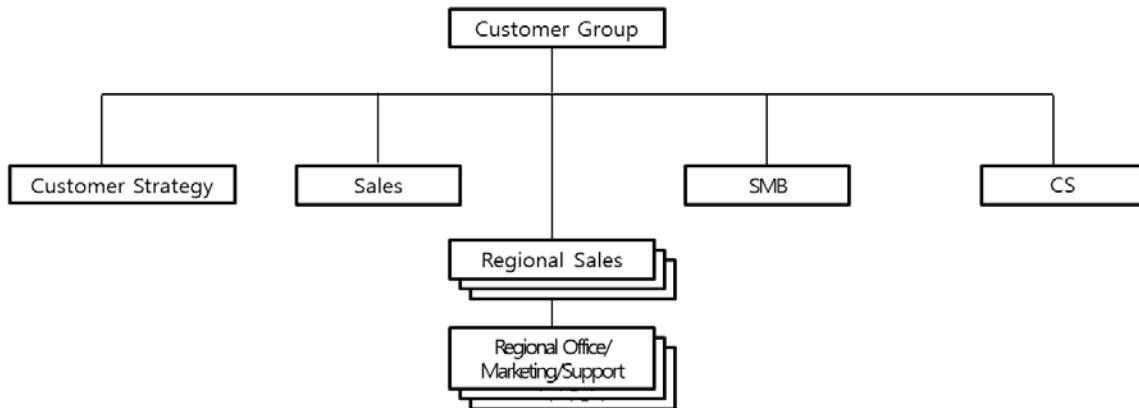 Customer Group
Customer Strategy
Sales
SMB
CS
Regional Sales
Regional Office/
Marketing/Support